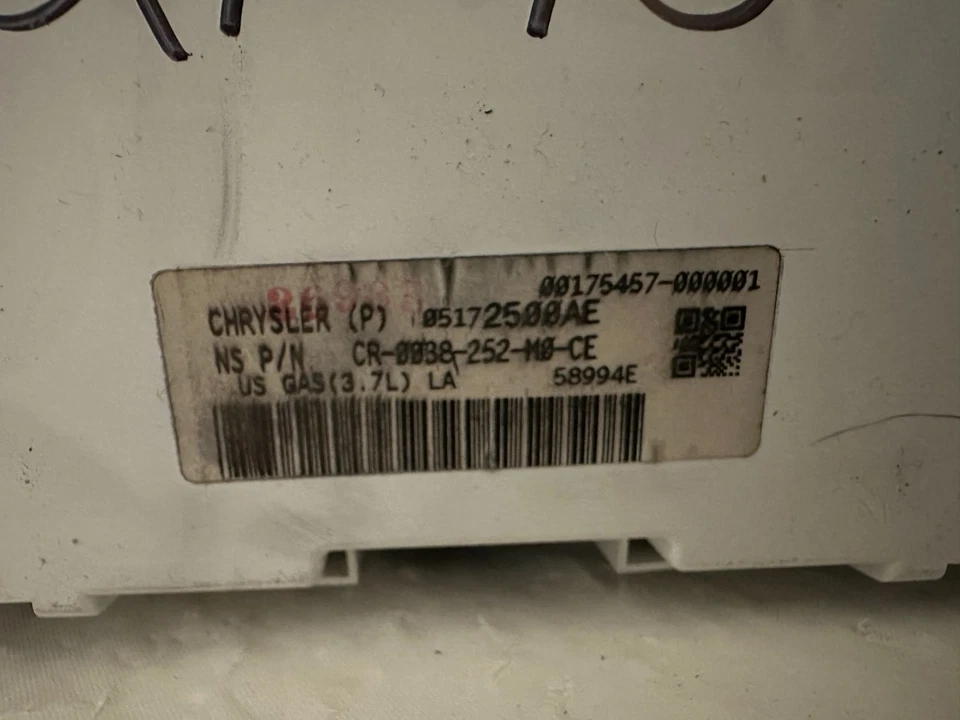 00175457-000001
CHRYSLER (P) 05172500AE
NS P/N CR-0038-252-M0-CE
US GAS(3.7L) LA 58994E